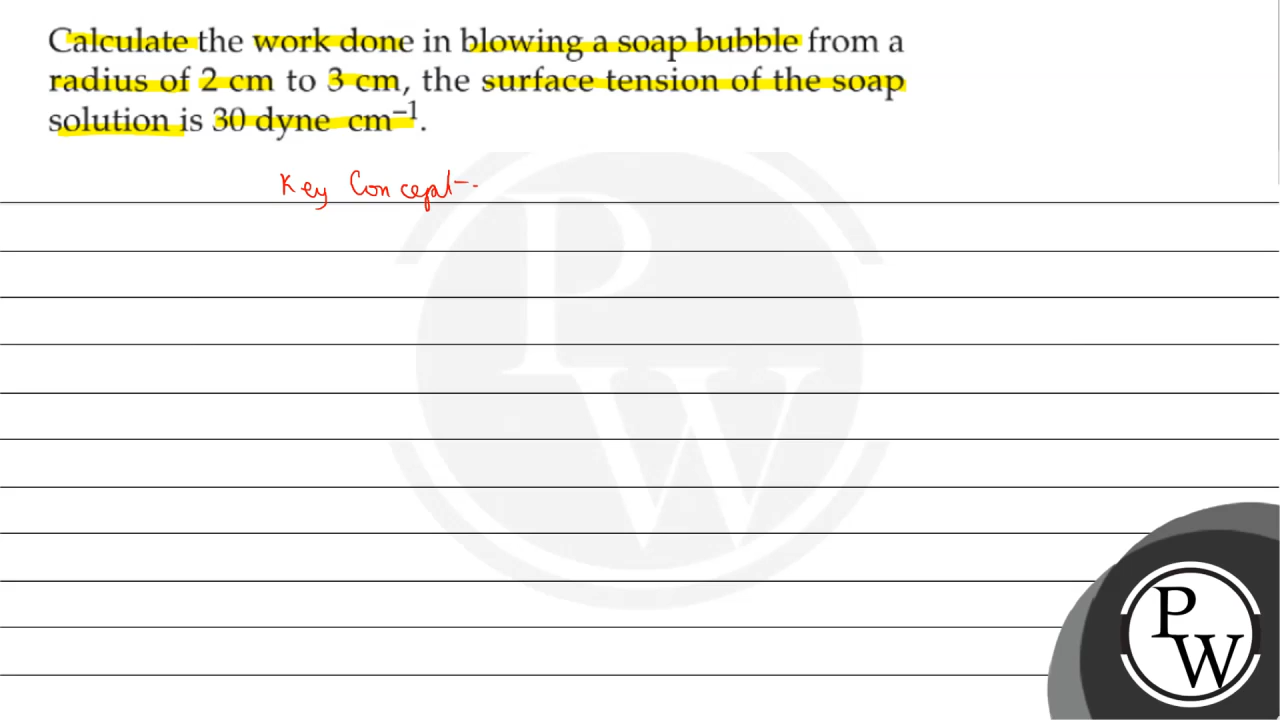 Calculate the work done in blowing a soap bubble from a
radius of 2 cm to 3 cm, the surface tension of the soap
solution is 30 dyne cm⁻¹.
Key Concept-.
P
W
P
W